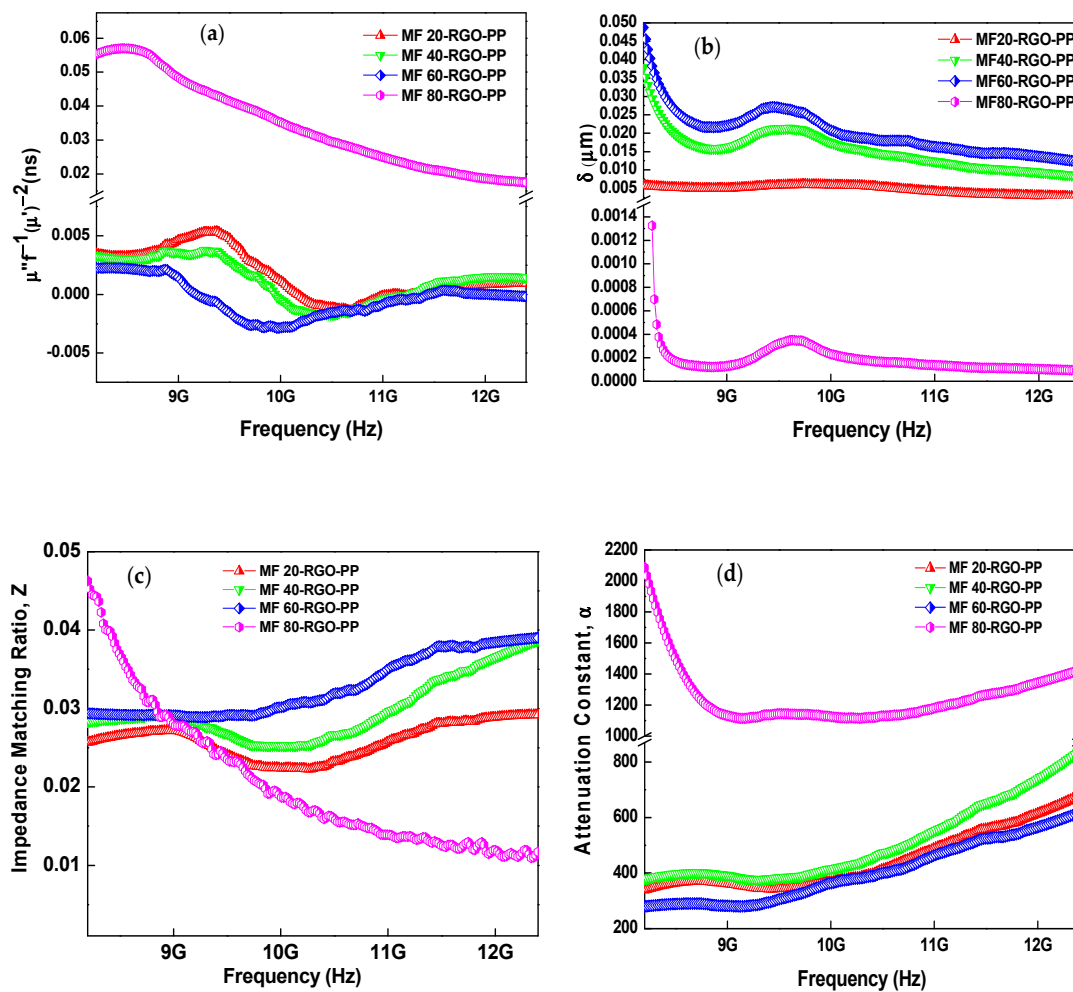 (a)
MF 20-RGO-PP
MF 40-RGO-PP
MF 60-RGO-PP
MF 80-RGO-PP
0.06
0.05
0.04
0.03
0.02
0.005
0.000
-0.005
μ''f⁻¹(μ')⁻²(ns)
9G 10G 11G 12G
Frequency (Hz)
(b)
MF20-RGO-PP
MF40-RGO-PP
MF60-RGO-PP
MF80-RGO-PP
0.050
0.045
0.040
0.035
0.030
0.025
0.020
0.015
0.010
0.005
0.0014
0.0012
0.0010
0.0008
0.0006
0.0004
0.0002
0.0000
δ (μm)
9G 10G 11G 12G
Frequency (Hz)
(c)
MF 20-RGO-PP
MF 40-RGO-PP
MF 60-RGO-PP
MF 80-RGO-PP
0.05
0.04
0.03
0.02
0.01
Impedance Matching Ratio, Z
9G 10G 11G 12G
Frequency (Hz)
(d)
MF 20-RGO-PP
MF 40-RGO-PP
MF 60-RGO-PP
MF 80-RGO-PP
2200
2100
2000
1900
1800
1700
1600
1500
1400
1300
1200
1100
1000
800
600
400
200
Attenuation Constant, α
9G 10G 11G 12G
Frequency (Hz)